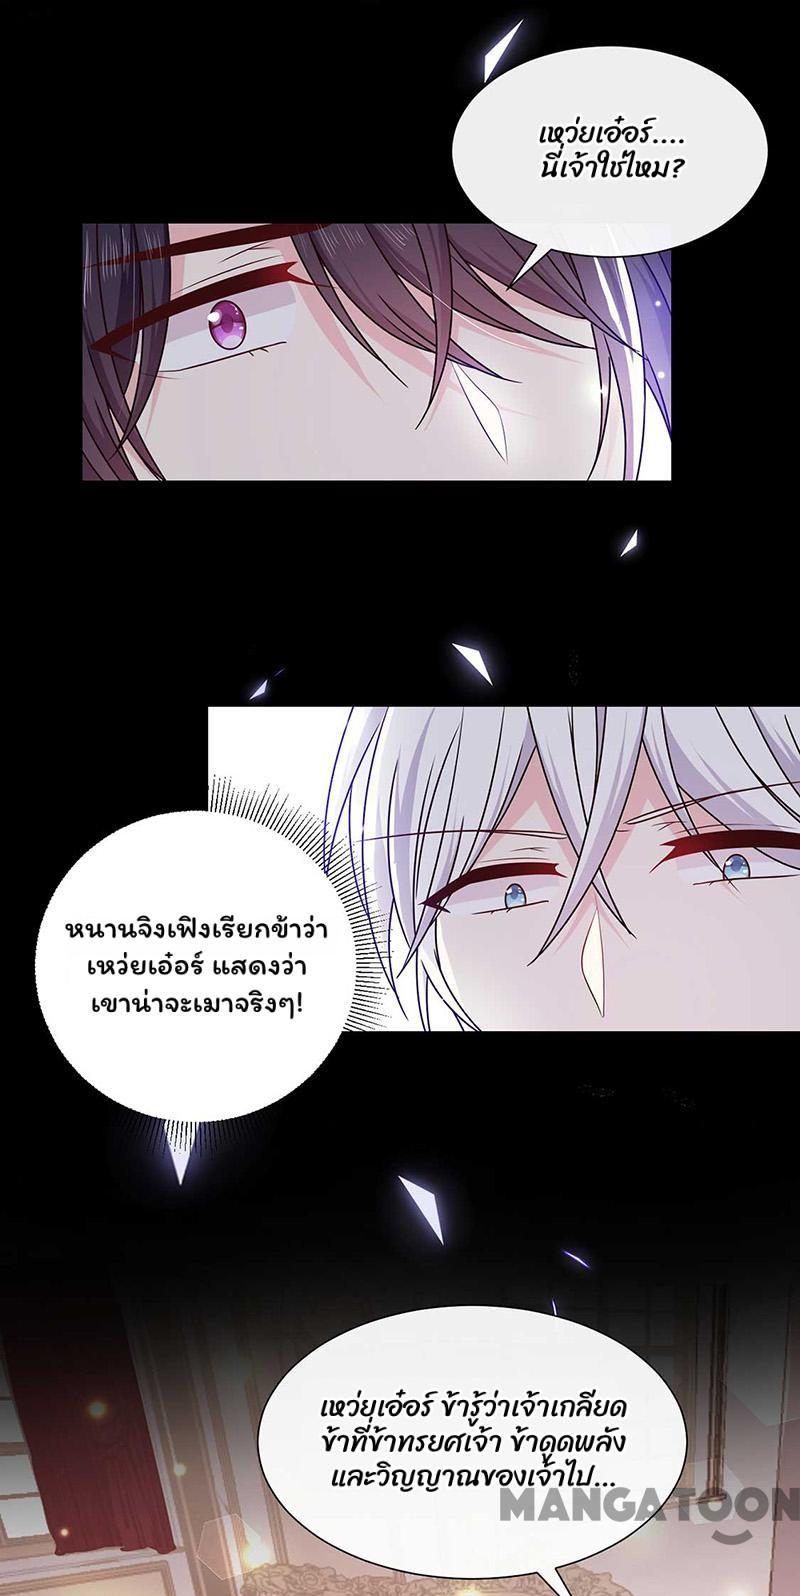 เหว่ยเอ๋อร์....
นี่เจ้าใช่ไหม?
หนานจิงเฟิงเรียกข้าว่า
เหว่ยเอ๋อร์ แสดงว่า
เขาน่าจะเมาจริงๆ!
เหว่ยเอ๋อร์ ข้ารู้ว่าเจ้าเกลียด
ข้าที่ข้าทรยศเจ้า ข้าดูดพลัง
และวิญญาณของเจ้าไป...
MANGATOON